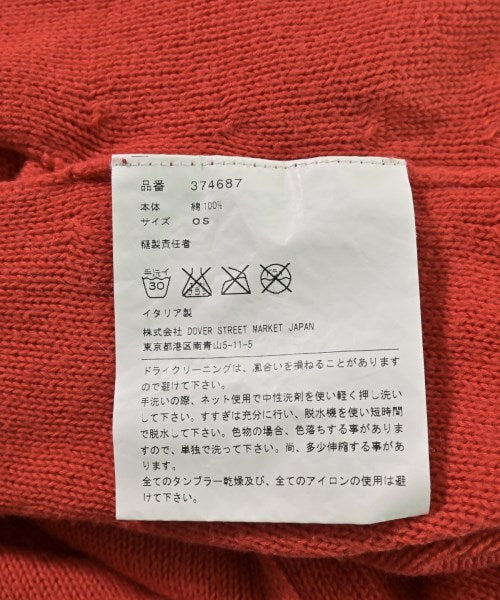 品番 374687
本体 綿100%
サイズ OS
縫製責任者
手洗イ
30
イタリア製
株式会社 DOVER STREET MARKET JAPAN
東京都港区南青山5-11-5
ドライクリーニングは、風合いを損ねることがあります
ので避けて下さい。
手洗いの際、ネット使用で中性洗剤を使い軽く押し洗い
して下さい。すすぎは充分に行い、脱水機を使い短時間
で脱水して下さい。色物の場合、色落ちする事があり
ますので、単独で洗って下さい。尚、多少伸縮する事があ
ります。
全てのタンブラー乾燥及び、全てのアイロンの使用は避
けて下さい。